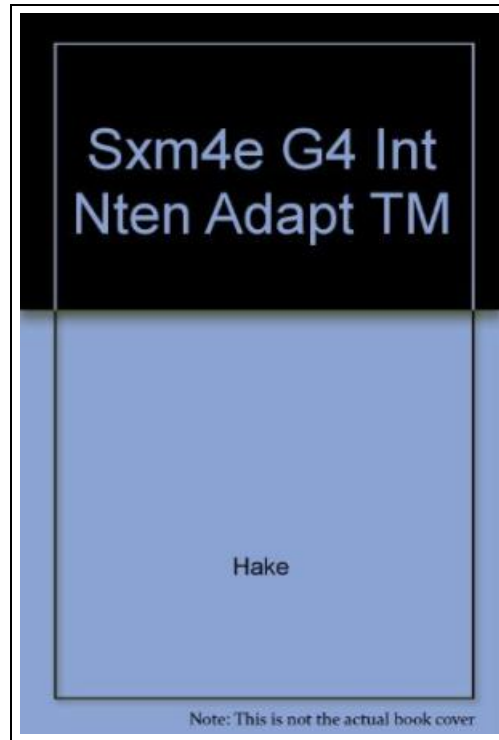 Sxm4e G4 Int
Nten Adapt TM
Hake
Note: This is not the actual book cover